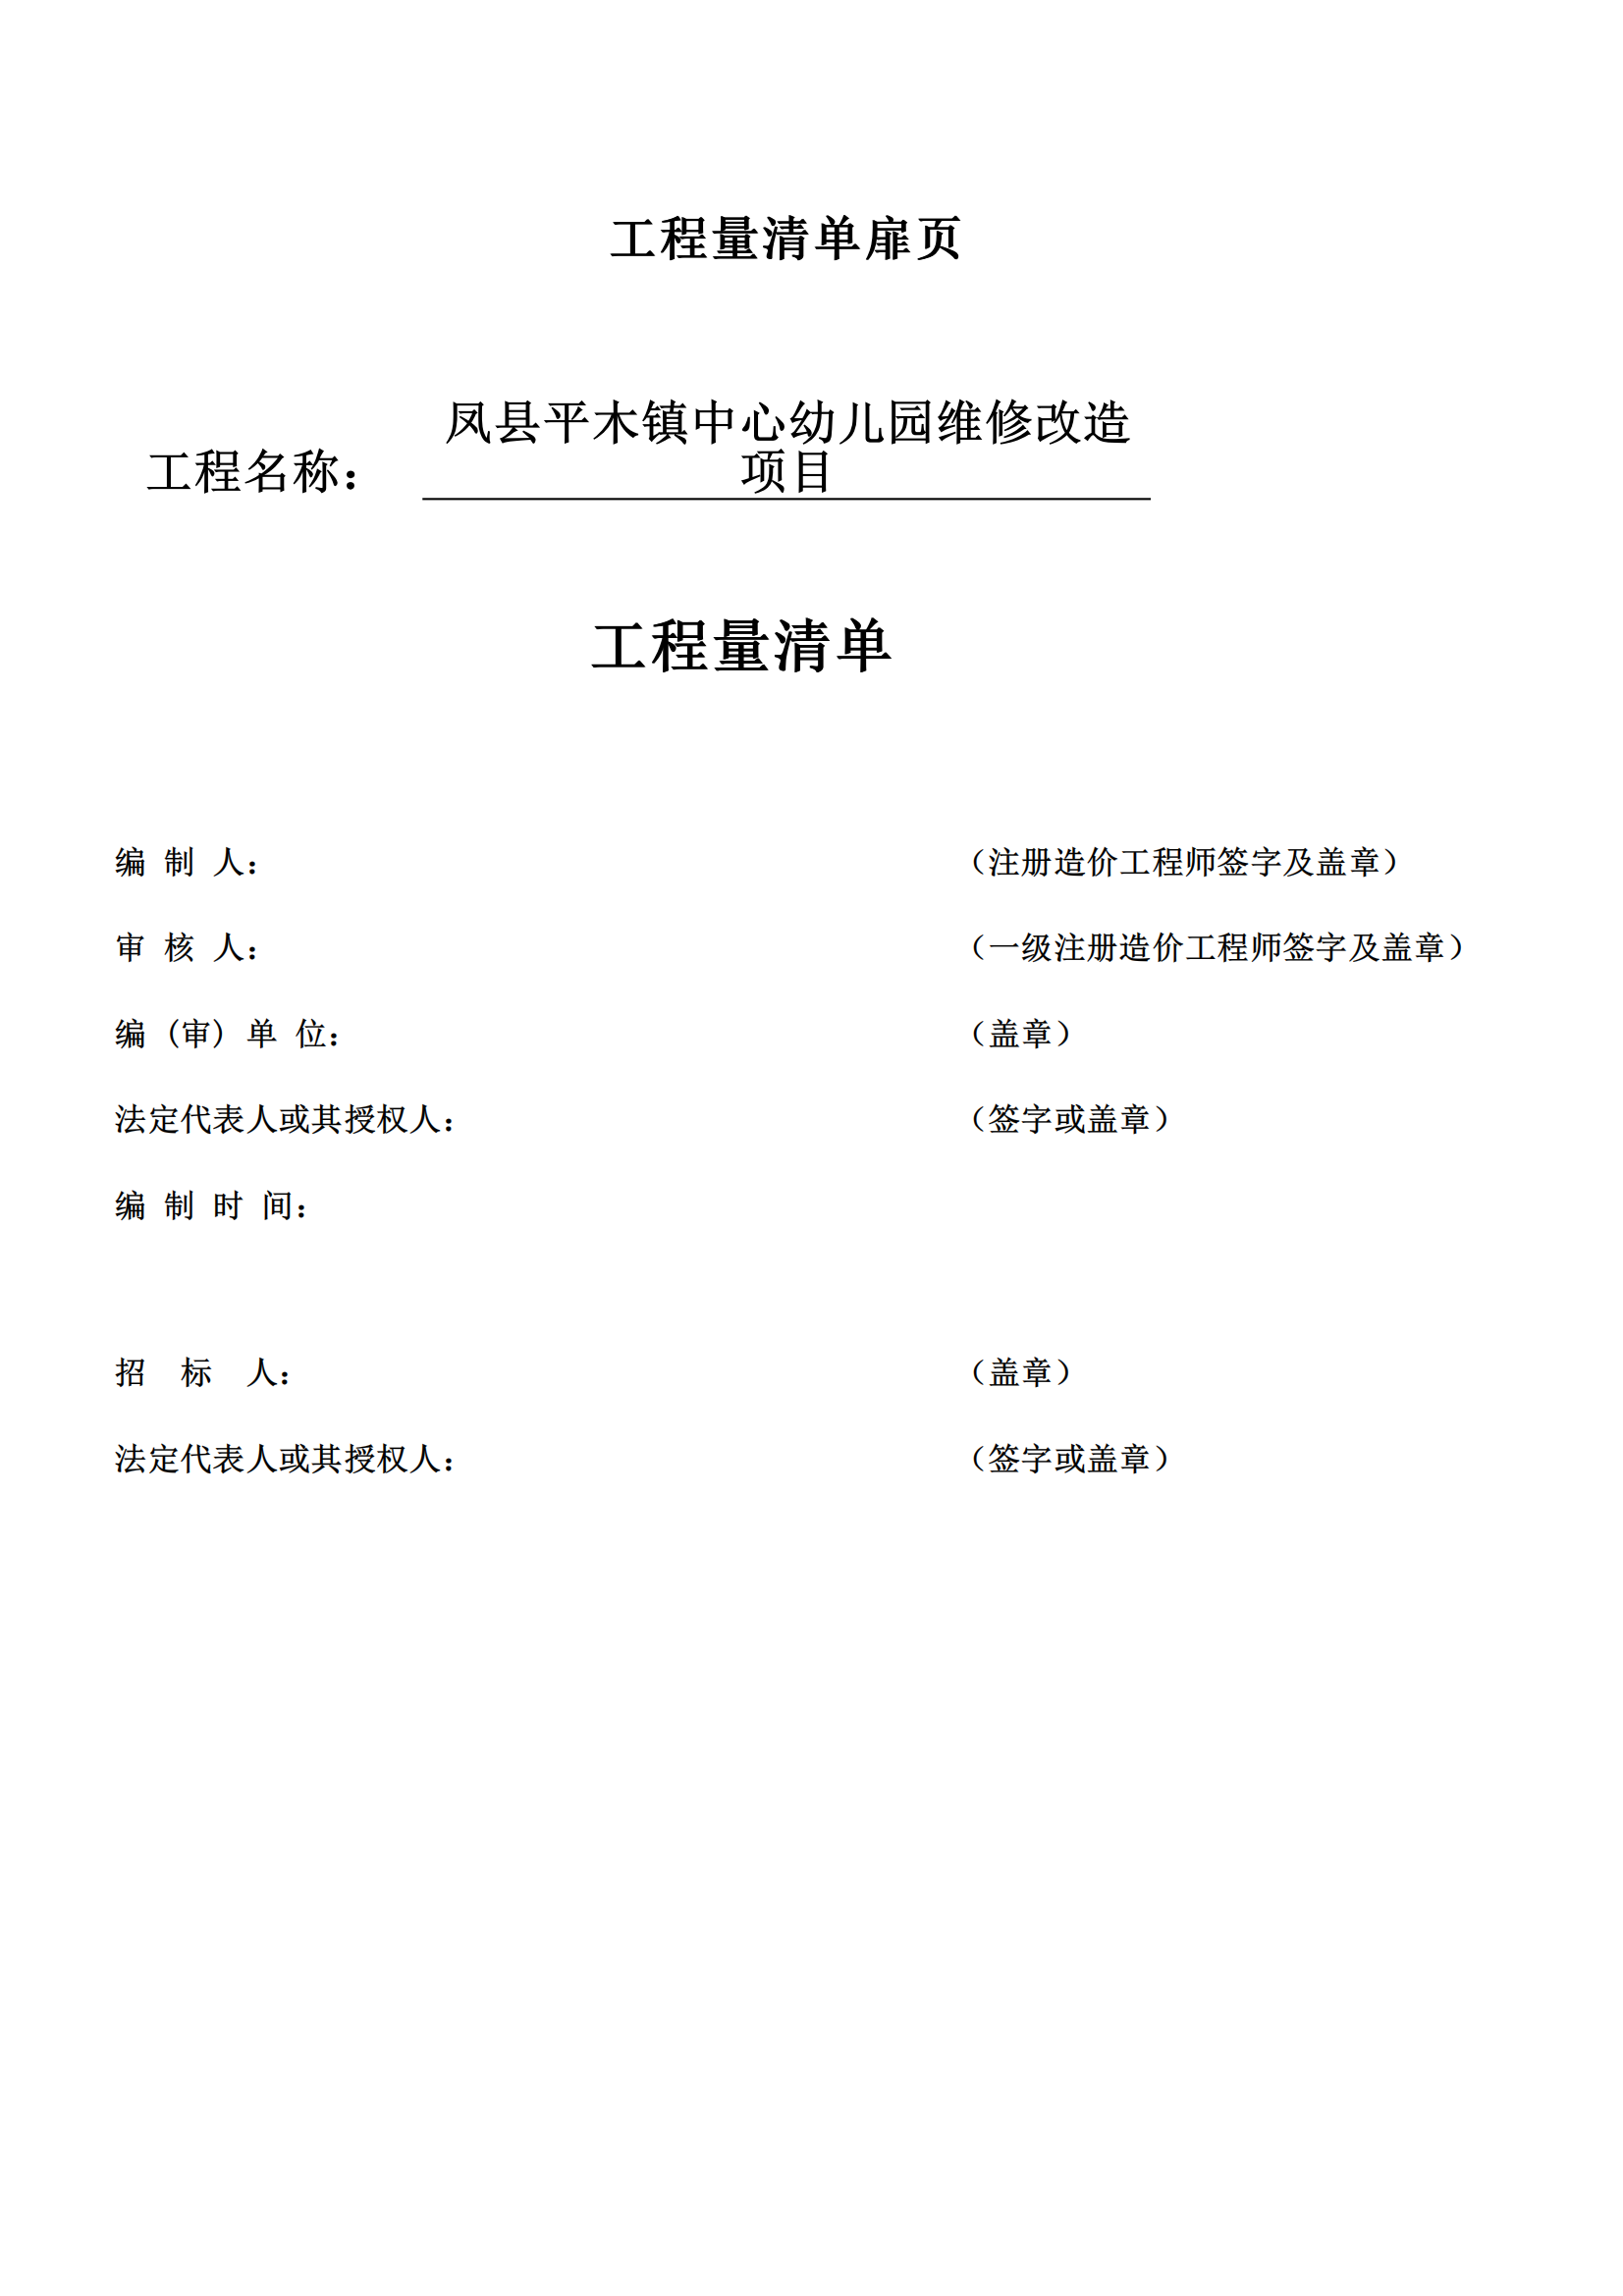 工程量清单扉页
凤县平木镇中心幼儿园维修改造
工程名称： 项目
工程量清单
编 制 人： （注册造价工程师签字及盖章）
审 核 人： （一级注册造价工程师签字及盖章）
编（审）单 位： （盖章）
法定代表人或其授权人： （签字或盖章）
编 制 时 间：
招 标 人： （盖章）
法定代表人或其授权人： （签字或盖章）